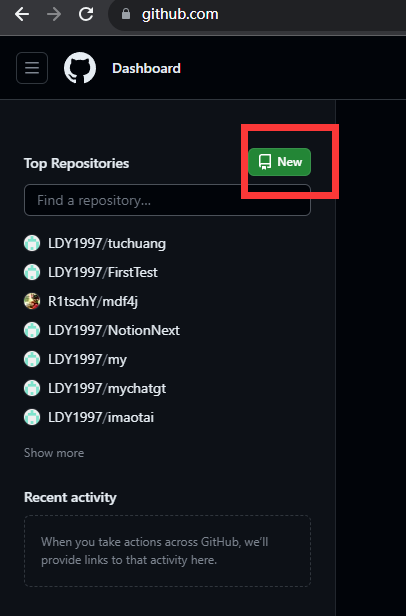 github.com
Dashboard
Top Repositories
New
Find a repository...
LDY1997/tuchuang
LDY1997/FirstTest
R1tschY/mdf4j
LDY1997/NotionNext
LDY1997/my
LDY1997/mychatgt
LDY1997/imaotai
Show more
Recent activity
When you take actions across GitHub, we'll
provide links to that activity here.